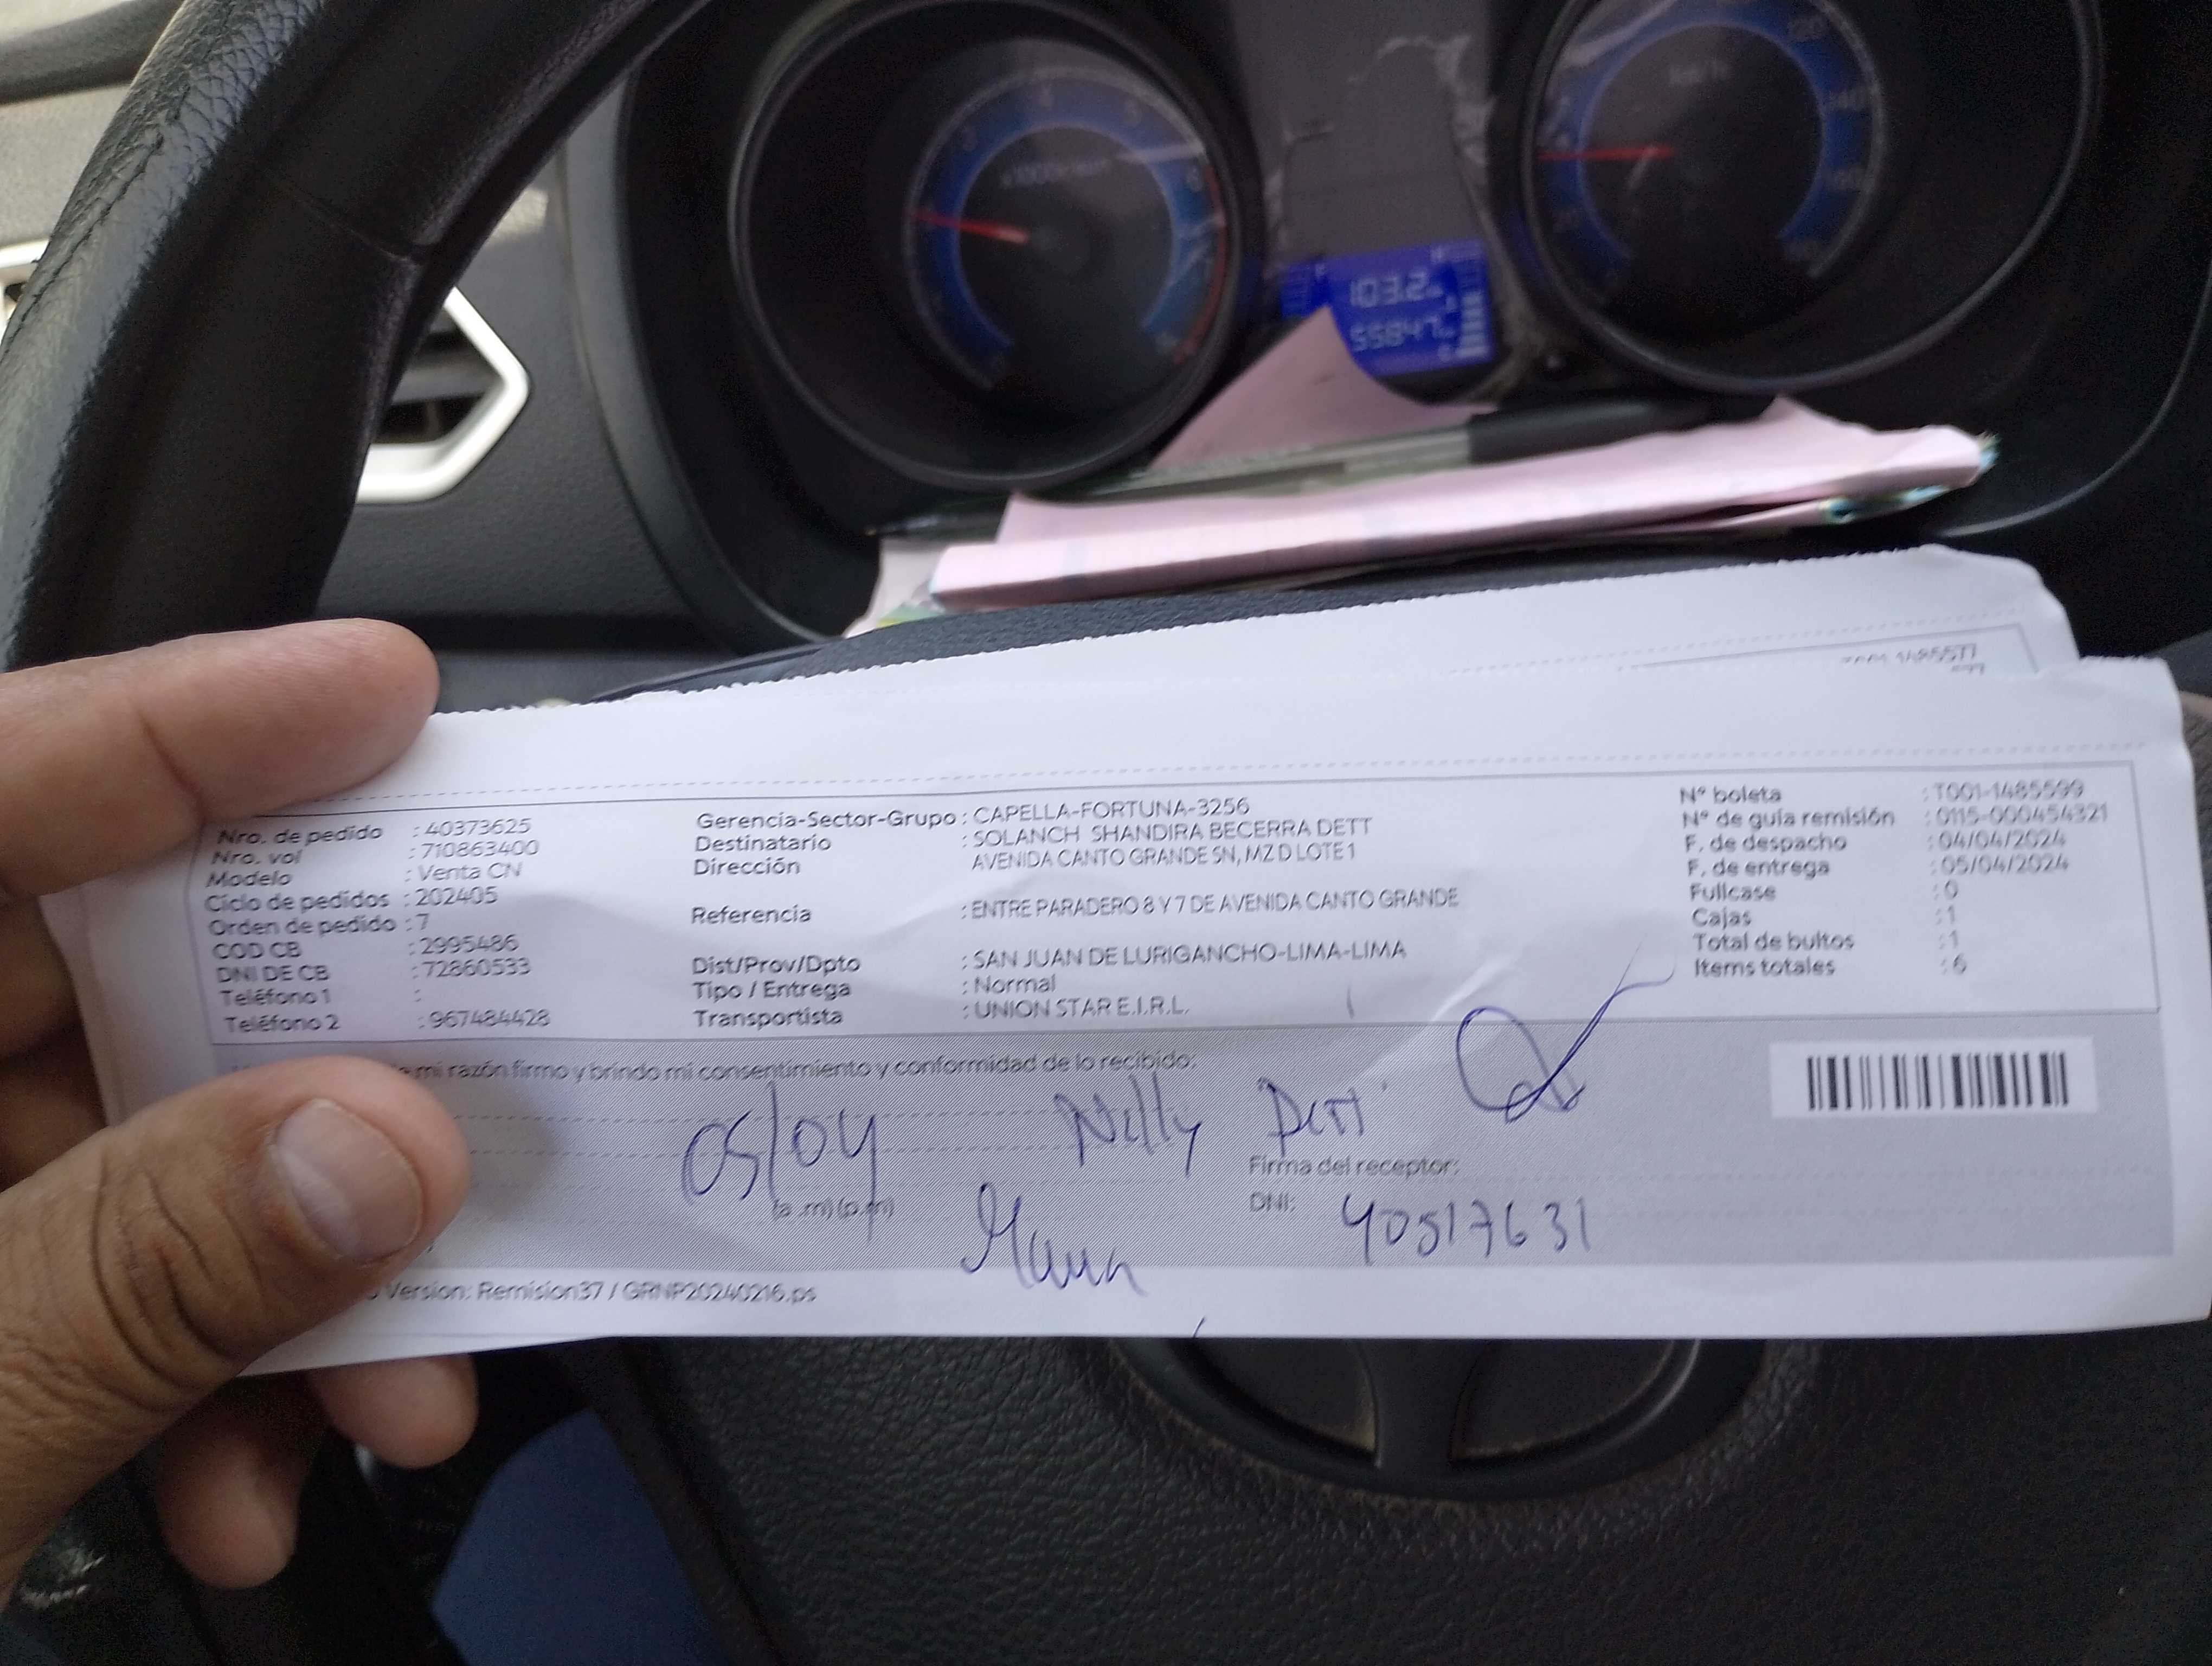 103.2
55847
T001-1485577
Nro. de pedido : 40373625
Nro. vol : 710863400
Modelo : Venta CN
Ciclo de pedidos : 202405
Orden de pedido : 7
COD CB : 2995486
DNI DE CB : 72860533
Teléfono 1 :
Teléfono 2 : 967484428
Gerencia-Sector-Grupo : CAPELLA-FORTUNA-3256
Destinatario : SOLANCH SHANDIRA BECERRA DETT
Dirección AVENIDA CANTO GRANDE SN, MZ D LOTE 1
Referencia : ENTRE PARADERO 8 Y 7 DE AVENIDA CANTO GRANDE
Dist/Prov/Dpto : SAN JUAN DE LURIGANCHO-LIMA-LIMA
Tipo / Entrega : Normal
Transportista : UNION STAR E.I.R.L.
N° boleta : T001-1485599
N° de guía remisión : 0115-000454321
F. de despacho : 04/04/2024
F. de entrega : 05/04/2024
Fullcase : 0
Cajas : 1
Total de bultos : 1
Items totales : 6
mi razón firmo y brindo mi consentimiento y conformidad de lo recibido:
05/04 Nelly Dett
Firma del receptor:
(a .m) (p.m)
DNI: 40517631
Version: Remision37 / GRNP20240216.ps